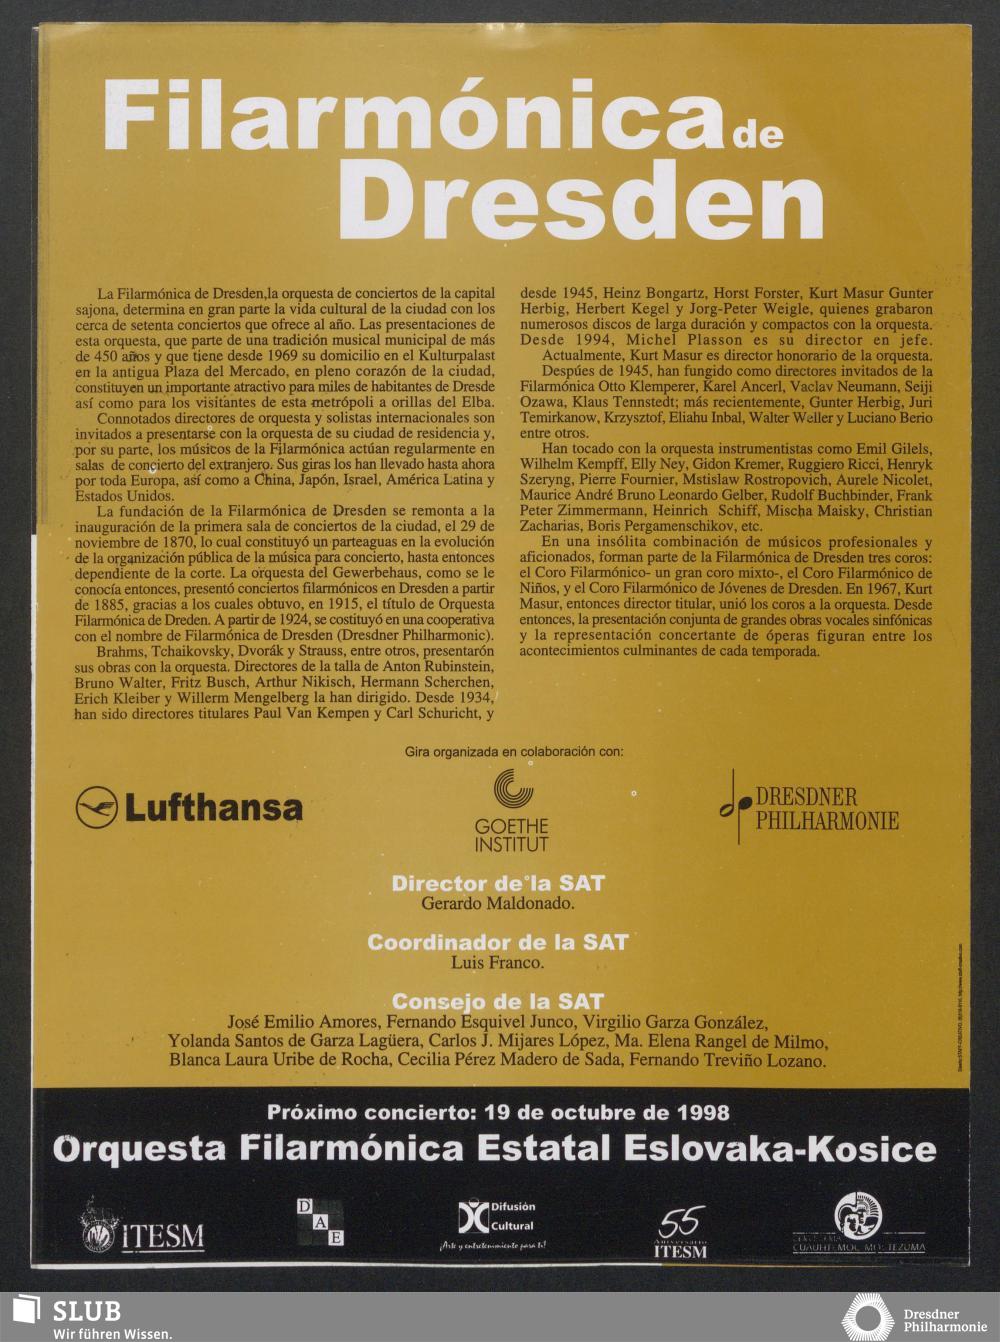 Filarmónica de
Dresden
La Filarmónica de Dresden,la orquesta de conciertos de la capital
sajona, determina en gran parte la vida cultural de la ciudad con los
cerca de setenta conciertos que ofrece al año. Las presentaciones de
esta orquesta, que parte de una tradición musical municipal de más
de 450 años y que tiene desde 1969 su domicilio en el Kulturpalast
en la antigua Plaza del Mercado, en pleno corazón de la ciudad,
constituyen un importante atractivo para miles de habitantes de Dresde
así como para los visitantes de esta metrópoli a orillas del Elba.
Connotados directores de orquesta y solistas internacionales son
invitados a presentarse con la orquesta de su ciudad de residencia y,
por su parte, los músicos de la Filarmónica actúan regularmente en
salas de concierto del extranjero. Sus giras los han llevado hasta ahora
por toda Europa, así como a China, Japón, Israel, América Latina y
Estados Unidos.
La fundación de la Filarmónica de Dresden se remonta a la
inauguración de la primera sala de conciertos de la ciudad, el 29 de
noviembre de 1870, lo cual constituyó un parteaguas en la evolución
de la organización pública de la música para concierto, hasta entonces
dependiente de la corte. La orquesta del Gewerbehaus, como se le
conocía entonces, presentó conciertos filarmónicos en Dresden a partir
de 1885, gracias a los cuales obtuvo, en 1915, el título de Orquesta
Filarmónica de Dreden. A partir de 1924, se costituyó en una cooperativa
con el nombre de Filarmónica de Dresden (Dresdner Philharmonic).
Brahms, Tchaikovsky, Dvorák y Strauss, entre otros, presentarón
sus obras con la orquesta. Directores de la talla de Anton Rubinstein,
Bruno Walter, Fritz Busch, Arthur Nikisch, Hermann Scherchen,
Erich Kleiber y Willerm Mengelberg la han dirigido. Desde 1934,
han sido directores titulares Paul Van Kempen y Carl Schuricht, y
desde 1945, Heinz Bongartz, Horst Forster, Kurt Masur Gunter
Herbig, Herbert Kegel y Jorg-Peter Weigle, quienes grabaron
numerosos discos de larga duración y compactos con la orquesta.
Desde 1994, Michel Plasson es su director en jefe.
Actualmente, Kurt Masur es director honorario de la orquesta.
Despúes de 1945, han fungido como directores invitados de la
Filarmónica Otto Klemperer, Karel Ancerl, Vaclav Neumann, Seiji
Ozawa, Klaus Tennstedt; más recientemente, Gunter Herbig, Juri
Temirkanow, Krzysztof, Eliahu Inbal, Walter Weller y Luciano Berio
entre otros.
Han tocado con la orquesta instrumentistas como Emil Gilels,
Wilhelm Kempff, Elly Ney, Gidon Kremer, Ruggiero Ricci, Henryk
Szeryng, Pierre Fournier, Mstislaw Rostropovich, Aurele Nicolet,
Maurice André Bruno Leonardo Gelber, Rudolf Buchbinder, Frank
Peter Zimmermann, Heinrich Schiff, Mischa Maisky, Christian
Zacharias, Boris Pergamenschikov, etc.
En una insólita combinación de músicos profesionales y
aficionados, forman parte de la Filarmónica de Dresden tres coros:
el Coro Filarmónico- un gran coro mixto-, el Coro Filarmónico de
Niños, y el Coro Filarmónico de Jóvenes de Dresden. En 1967, Kurt
Masur, entonces director titular, unió los coros a la orquesta. Desde
entonces, la presentación conjunta de grandes obras vocales sinfónicas
y la representación concertante de óperas figuran entre los
acontecimientos culminantes de cada temporada.
Gira organizada en colaboración con:
Lufthansa
GOETHE
INSTITUT
DRESDNER
PHILHARMONIE
Director de la SAT
Gerardo Maldonado.
Coordinador de la SAT
Luis Franco.
Consejo de la SAT
José Emilio Amores, Fernando Esquivel Junco, Virgilio Garza González,
Yolanda Santos de Garza Lagüera, Carlos J. Mijares López, Ma. Elena Rangel de Milmo,
Blanca Laura Uribe de Rocha, Cecilia Pérez Madero de Sada, Fernando Treviño Lozano.
Próximo concierto: 19 de octubre de 1998
Orquesta Filarmónica Estatal Eslovaka-Kosice
ITESM
DAE
Difusión
Cultural
¡Arte y entretenimiento para ti!
55
Aniversario
ITESM
CERVECERIA
CUAUHTEMOC MOCTEZUMA
SLUB
Wir führen Wissen.
Dresdner
Philharmonie